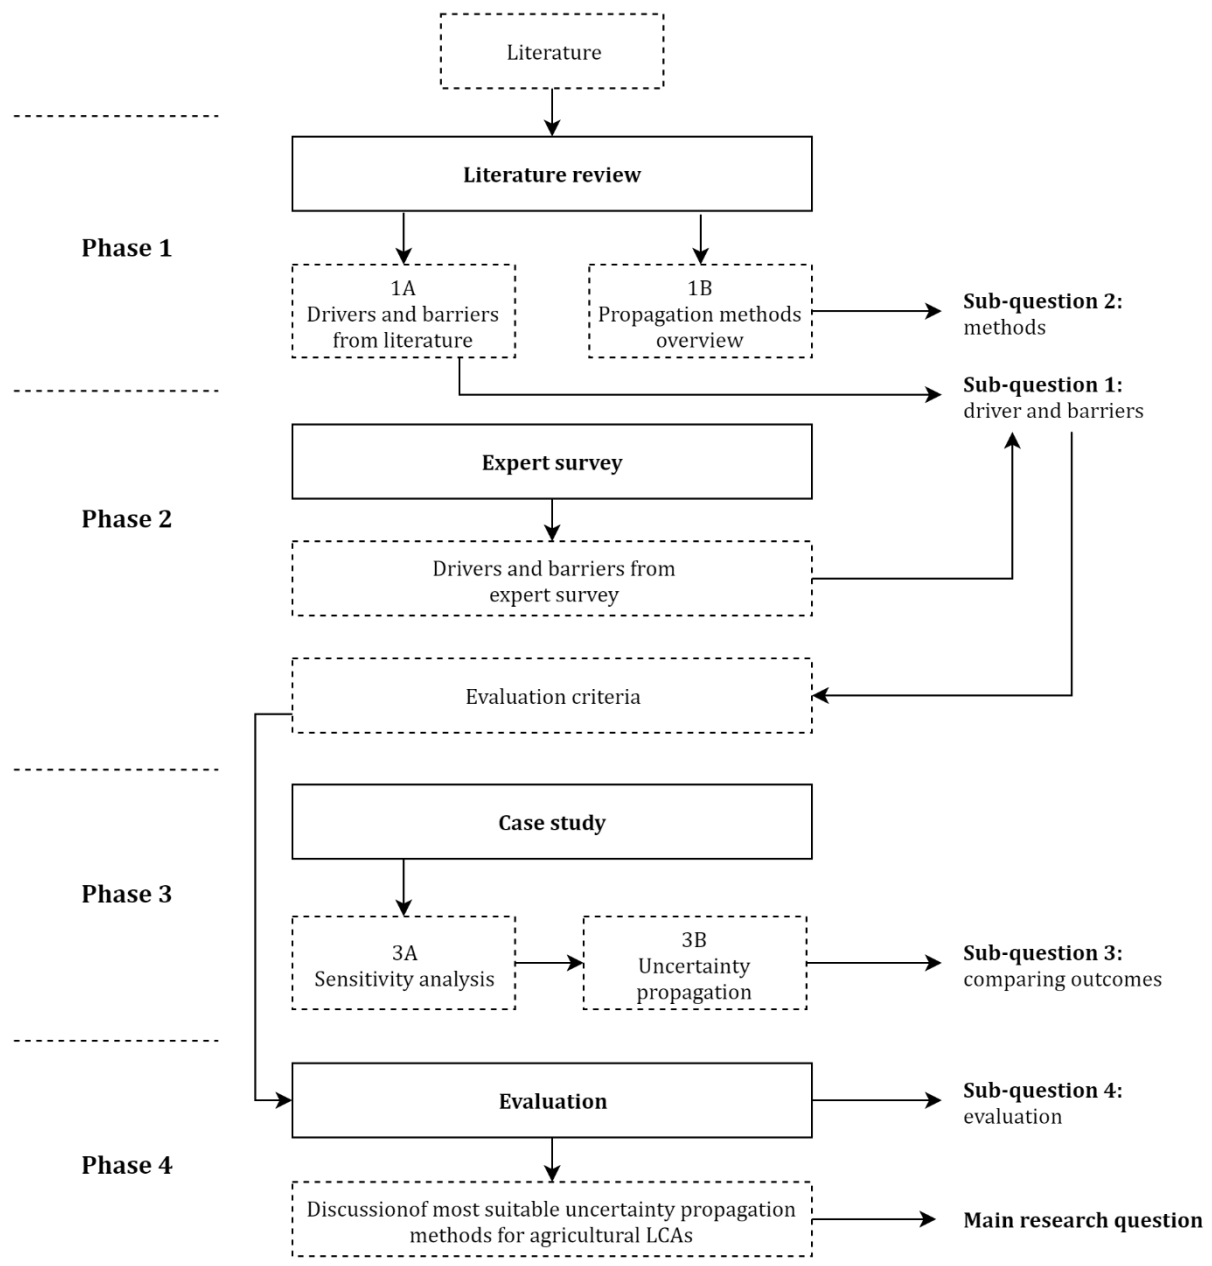 Literature
Literature review
Phase 1
1A
Drivers and barriers
from literature
1B
Propagation methods
overview
Sub-question 2:
methods
Sub-question 1:
driver and barriers
Expert survey
Phase 2
Drivers and barriers from
expert survey
Evaluation criteria
Case study
Phase 3
3A
Sensitivity analysis
3B
Uncertainty
propagation
Sub-question 3:
comparing outcomes
Evaluation
Sub-question 4:
evaluation
Phase 4
Discussionof most suitable uncertainty propagation
methods for agricultural LCAs
Main research question